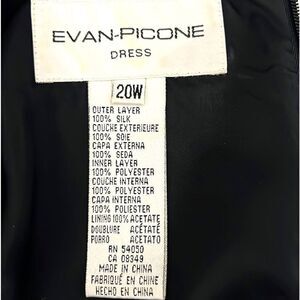 EVAN-PICONE
DRESS
20W
OUTER LAYER
100% SILK
COUCHE EXTERIEURE
100% SOIE
CAPA EXTERNA
100% SEDA
INNER LAYER
100% POLYESTER
COUCHE INTERNA
100% POLYESTER
CAPA INTERNA
100% POLIESTER
LINING 100% ACETATE
DOUBLURE ACÉTATÉ
FORRO ACETATO
RN 54050
CA 08349
MADE IN CHINA
FABRIQUÉ EN CHINE
HECHO EN CHINA